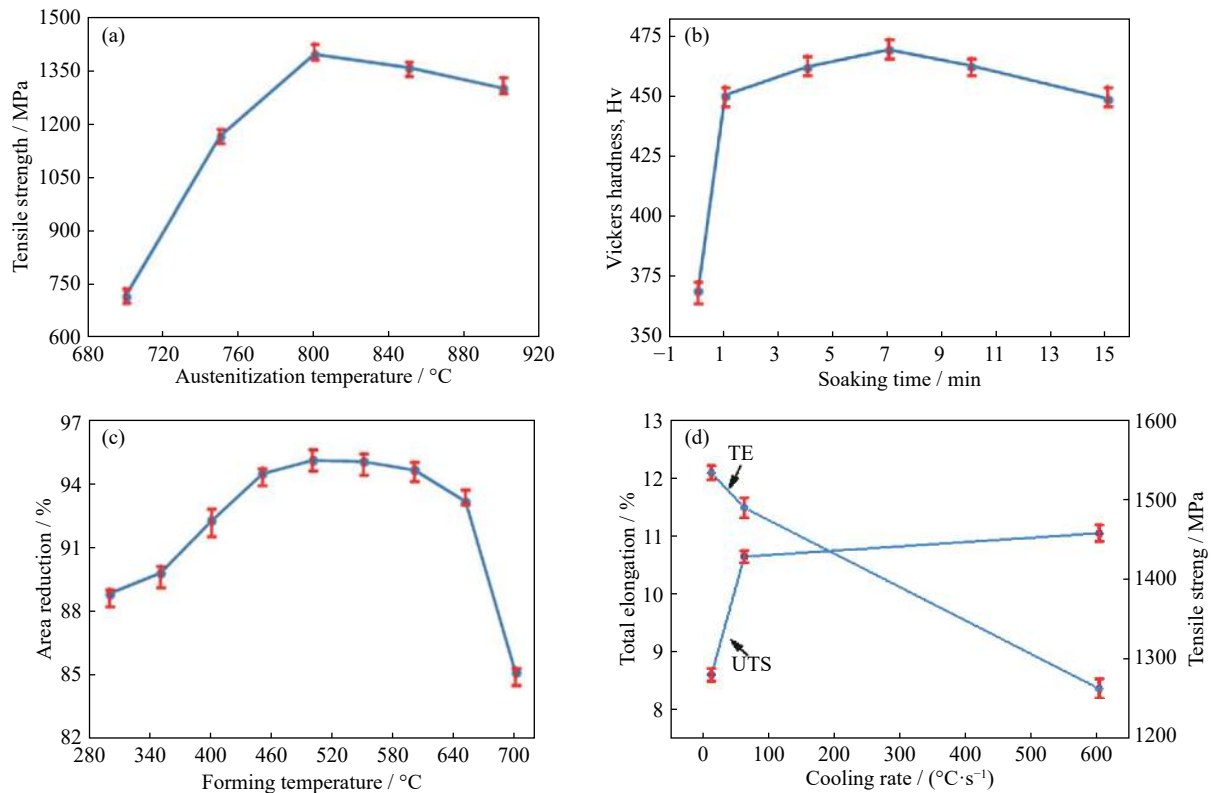 (a)
Tensile strength / MPa
1500
1350
1200
1050
900
750
600
680 720 760 800 840 880 920
Austenitization temperature / °C
(b)
Vickers hardness, Hv
475
450
425
400
375
350
−1 1 3 5 7 9 11 13 15
Soaking time / min
(c)
Area reduction / %
97
94
91
88
85
82
280 340 400 460 520 580 640 700
Forming temperature / °C
(d)
Total elongation / %
13
12
11
10
9
8
TE
UTS
1600
1500
1400
1300
1200
Tensile streng / MPa
0 100 200 300 400 500 600
Cooling rate / (°C·s⁻¹)